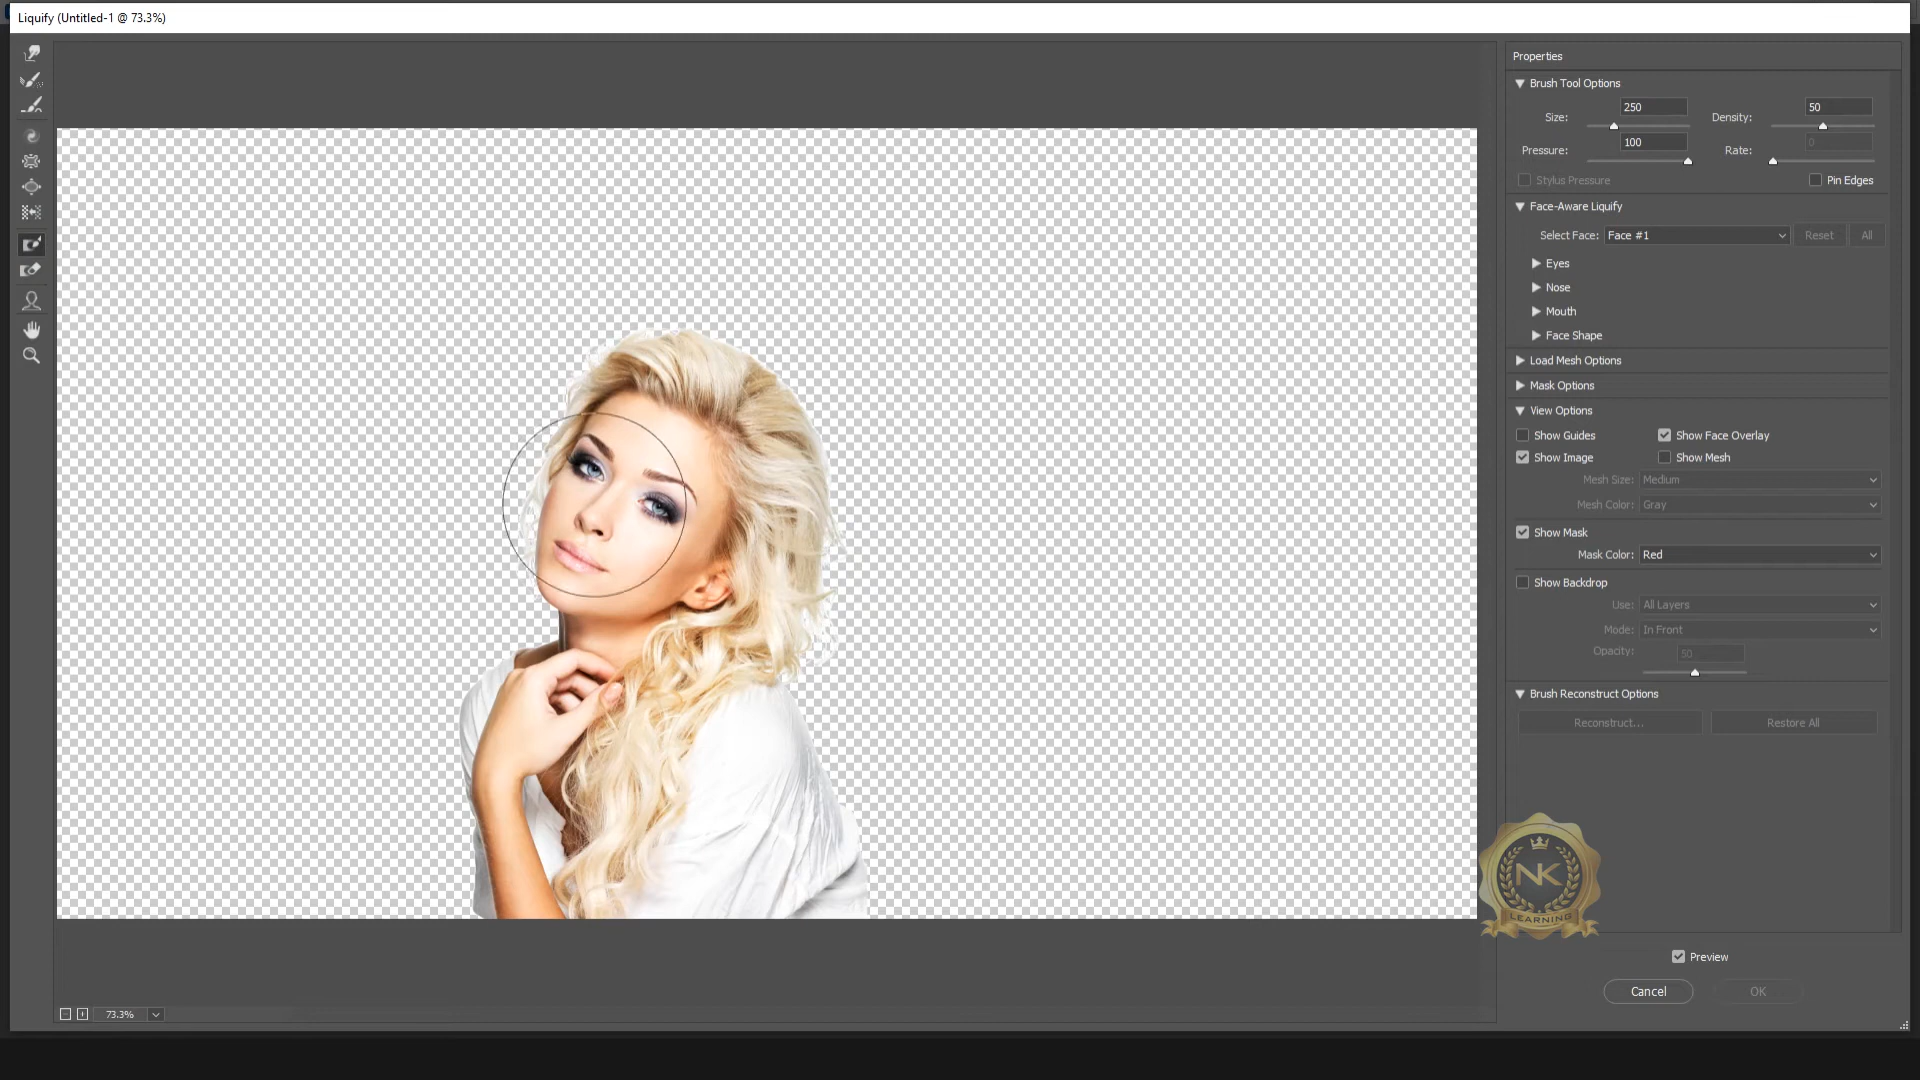 Liquify (Untitled-1 @ 73.3%)
Properties
Brush Tool Options
Size: 250 Density: 50
Pressure: 100 Rate: 0
Stylus Pressure Pin Edges
Face-Aware Liquify
Select Face: Face #1 Reset All
Eyes
Nose
Mouth
Face Shape
Load Mesh Options
Mask Options
View Options
Show Guides Show Face Overlay
Show Image Show Mesh
Mesh Size: Medium
Mesh Color: Gray
Show Mask
Mask Color: Red
Show Backdrop
Use: All Layers
Mode: In Front
Opacity: 50
Brush Reconstruct Options
Reconstruct... Restore All
NK
LEARNING
Preview
Cancel OK
73.3%